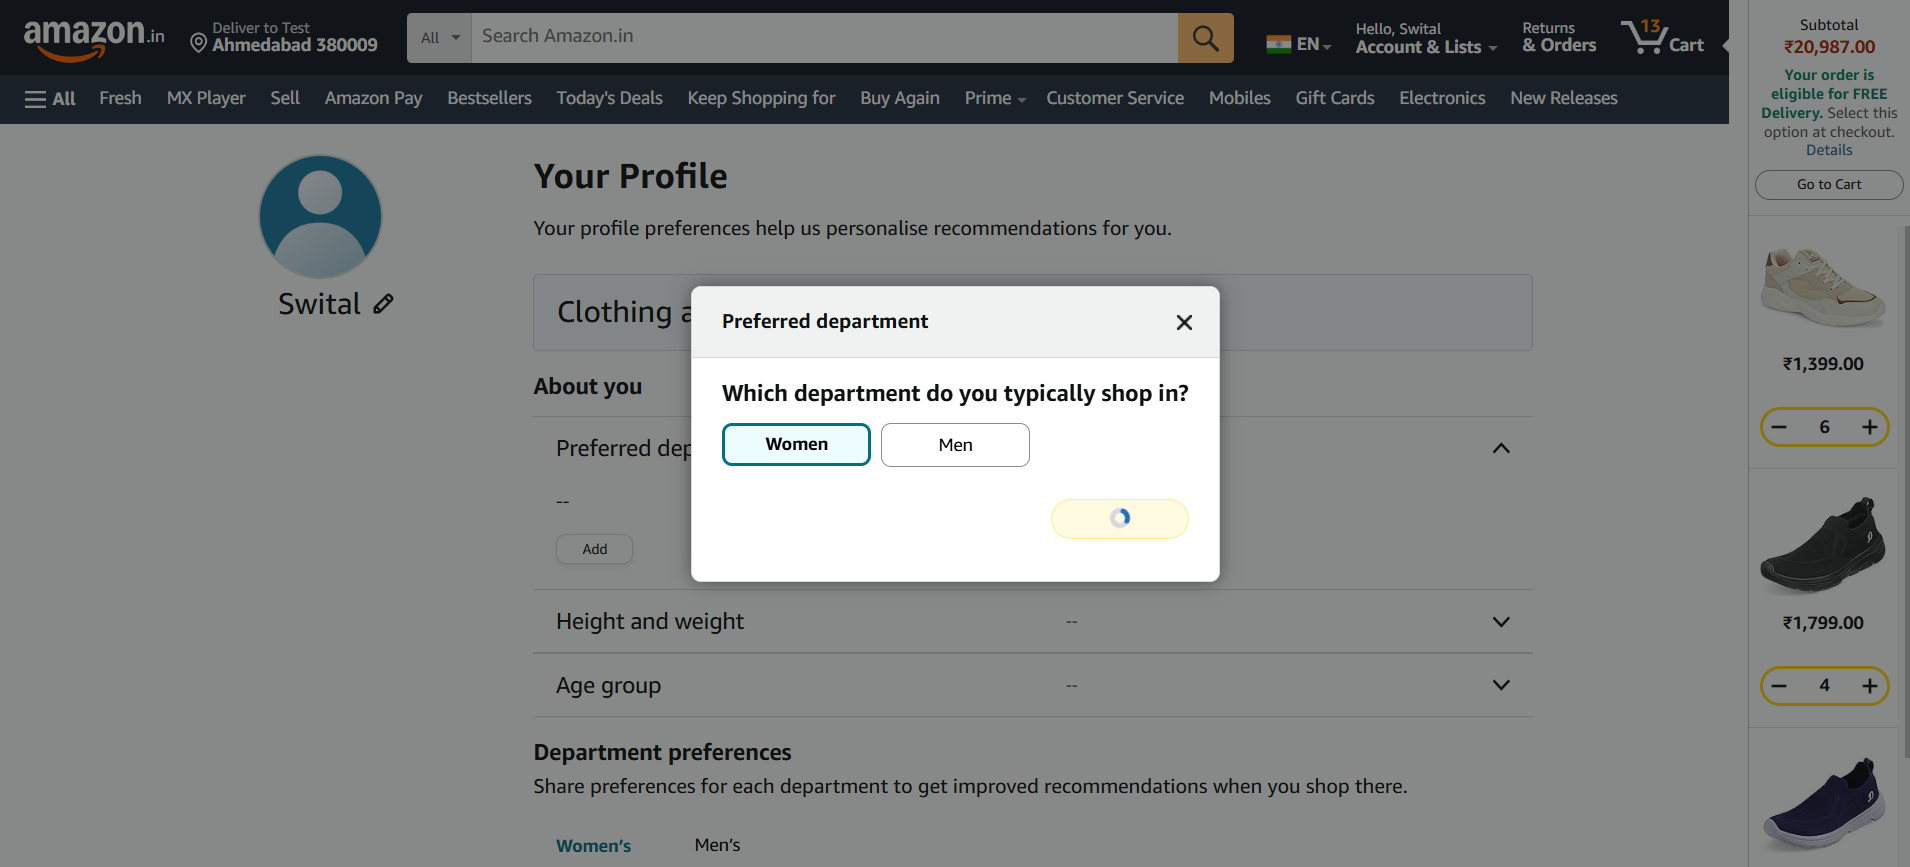 amazon.in
Deliver to Test
Ahmedabad 380009
All
Search Amazon.in
EN
Hello, Swital
Account & Lists
Returns
& Orders
13
Cart
All
Fresh
MX Player
Sell
Amazon Pay
Bestsellers
Today's Deals
Keep Shopping for
Buy Again
Prime
Customer Service
Mobiles
Gift Cards
Electronics
New Releases
Subtotal
₹20,987.00
Your order is
eligible for FREE
Delivery. Select this
option at checkout.
Details
Go to Cart
₹1,399.00
6
₹1,799.00
4
Swital
Your Profile
Your profile preferences help us personalise recommendations for you.
Clothing
About you
Preferred
--
Add
Preferred department
Which department do you typically shop in?
Women
Men
Height and weight
--
Age group
--
Department preferences
Share preferences for each department to get improved recommendations when you shop there.
Women's
Men's